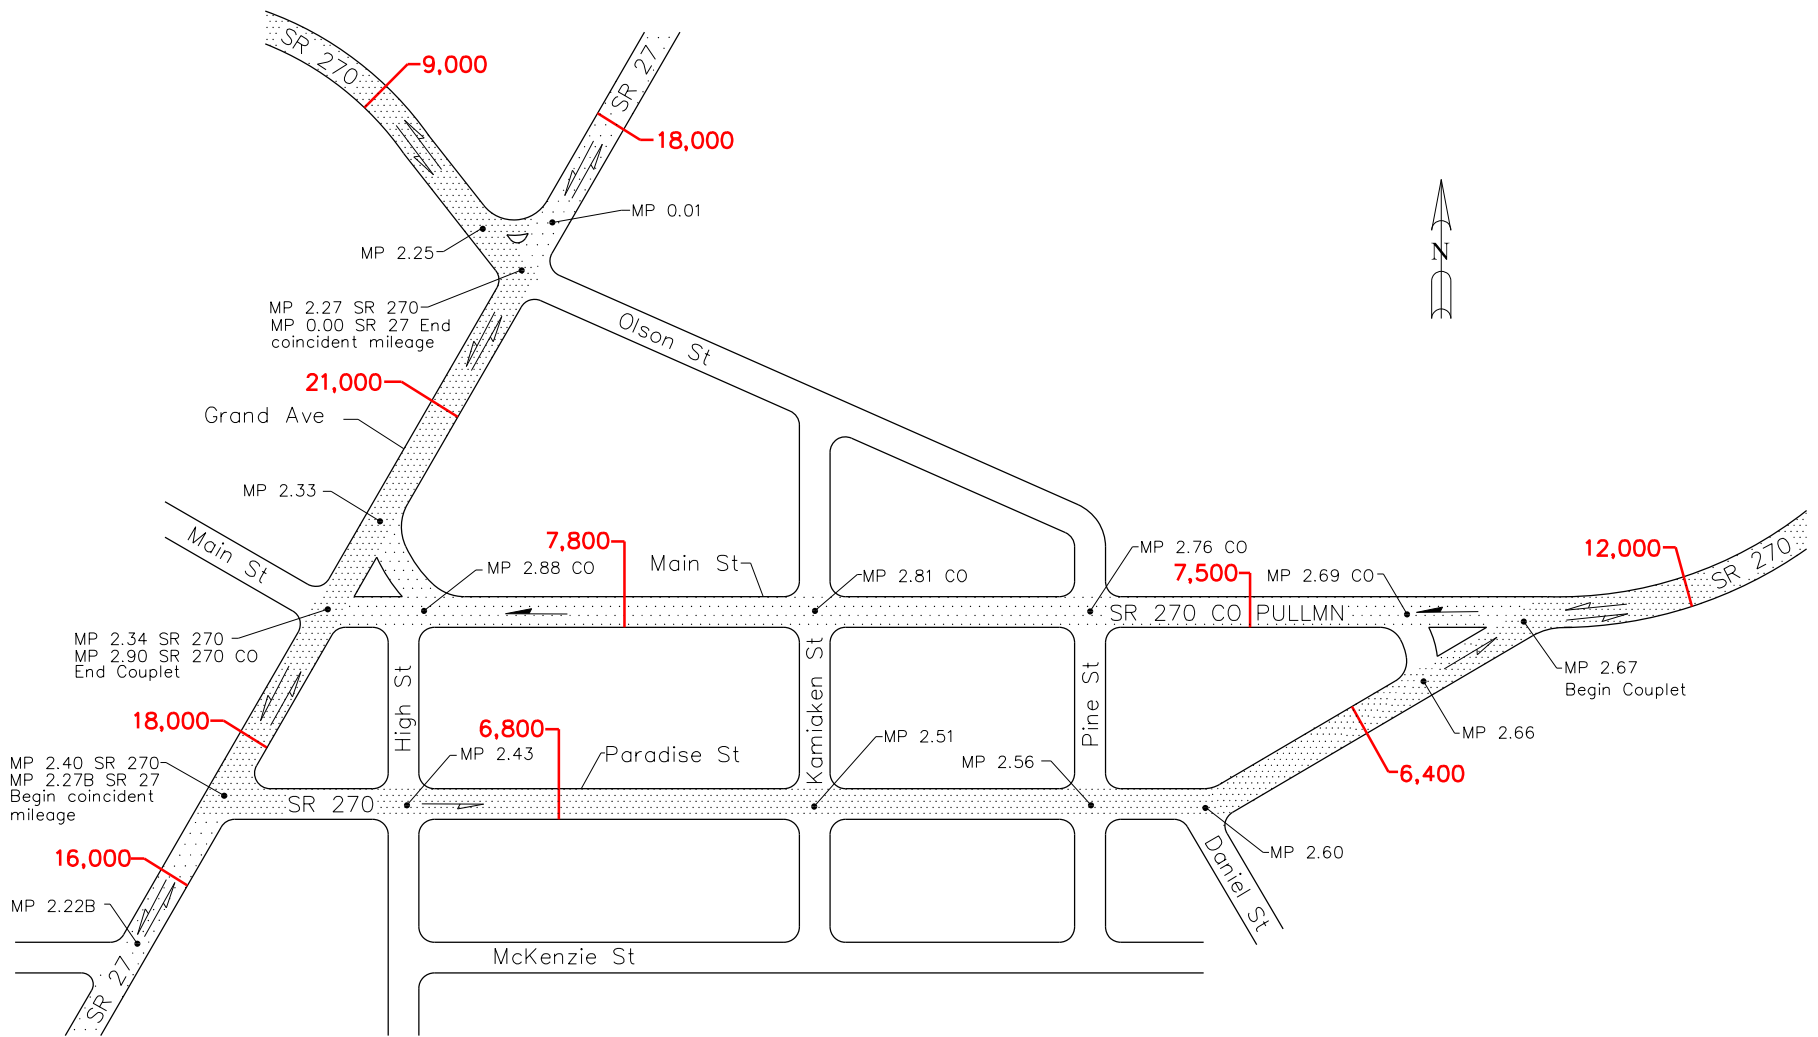 SR 270
9,000
SR 27
18,000
MP 0.01
MP 2.25
N
MP 2.27 SR 270
MP 0.00 SR 27 End
coincident mileage
Olson St
21,000
Grand Ave
MP 2.33
Main St
7,800
Main St
MP 2.88 CO
MP 2.81 CO
MP 2.76 CO
7,500
MP 2.69 CO
12,000
SR 270
SR 270 CO PULLMN
MP 2.34 SR 270
MP 2.90 SR 270 CO
End Couplet
MP 2.67
Begin Couplet
High St
Kamiaken St
Pine St
18,000
6,800
MP 2.43
Paradise St
MP 2.51
MP 2.56
MP 2.66
6,400
MP 2.40 SR 270
MP 2.27B SR 27
Begin coincident
mileage
SR 270
MP 2.60
Daniel St
16,000
MP 2.22B
McKenzie St
SR 27